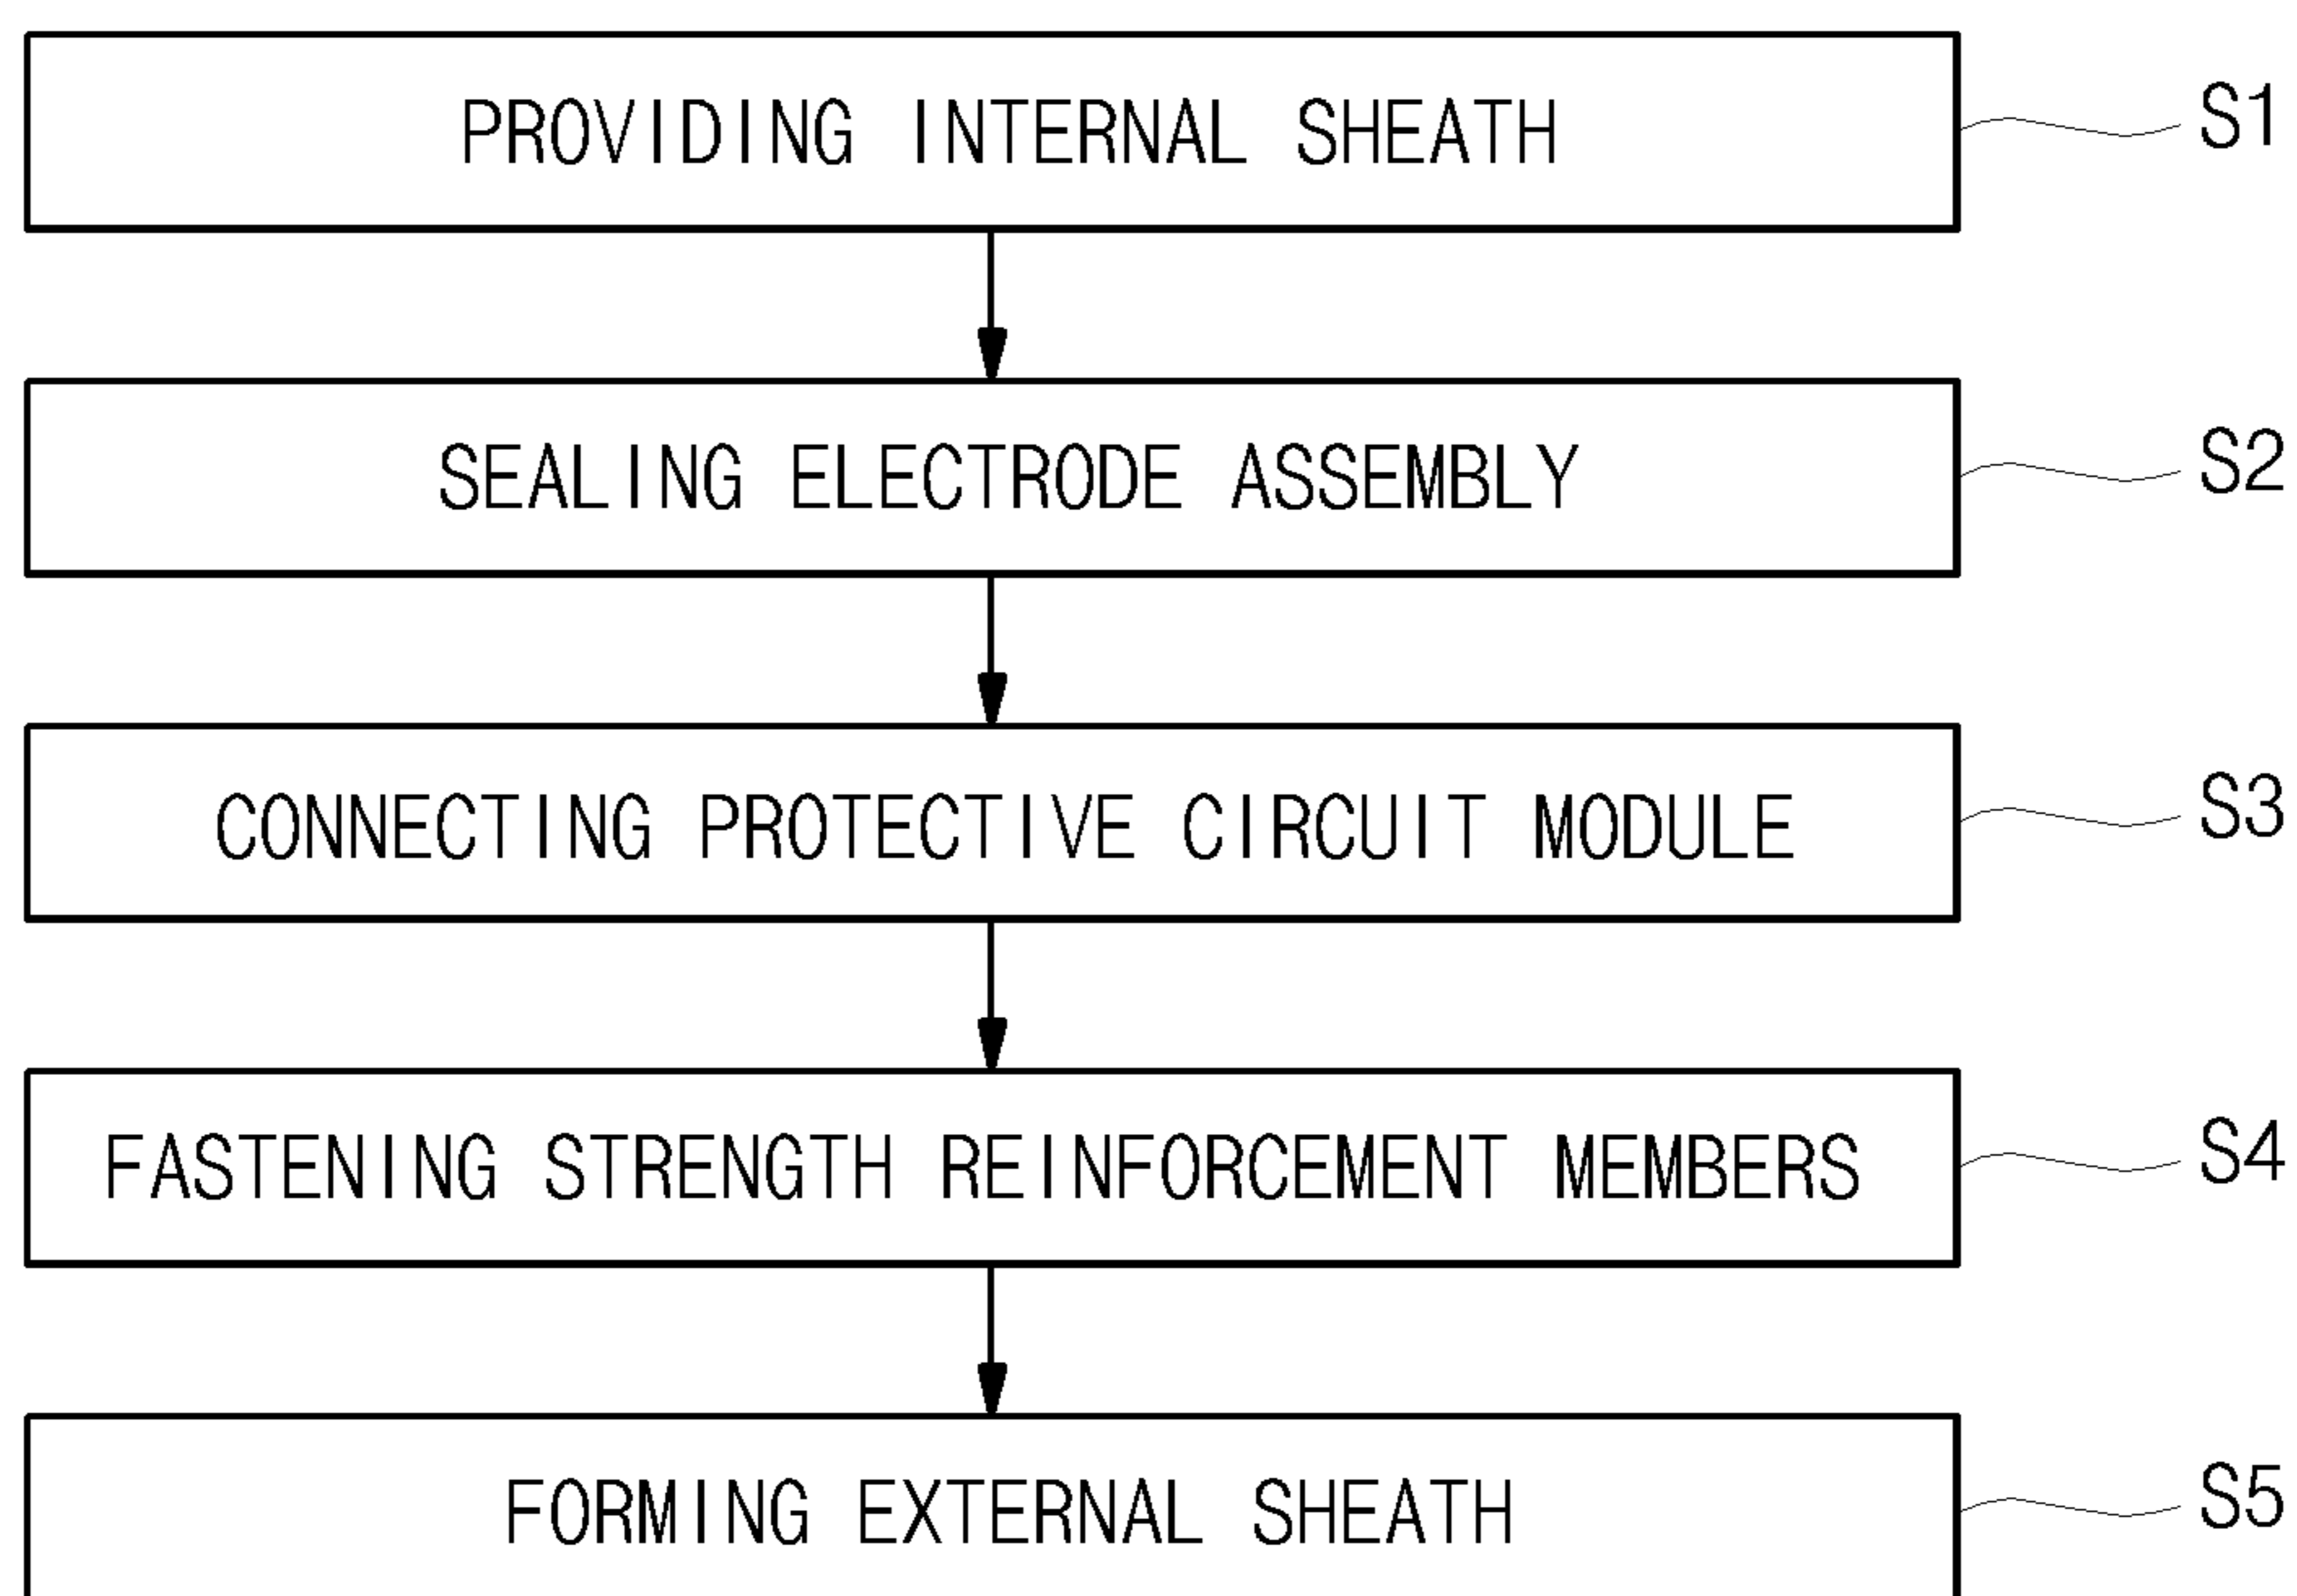 PROVIDING INTERNAL SHEATH S1
SEALING ELECTRODE ASSEMBLY S2
CONNECTING PROTECTIVE CIRCUIT MODULE S3
FASTENING STRENGTH REINFORCEMENT MEMBERS S4
FORMING EXTERNAL SHEATH S5